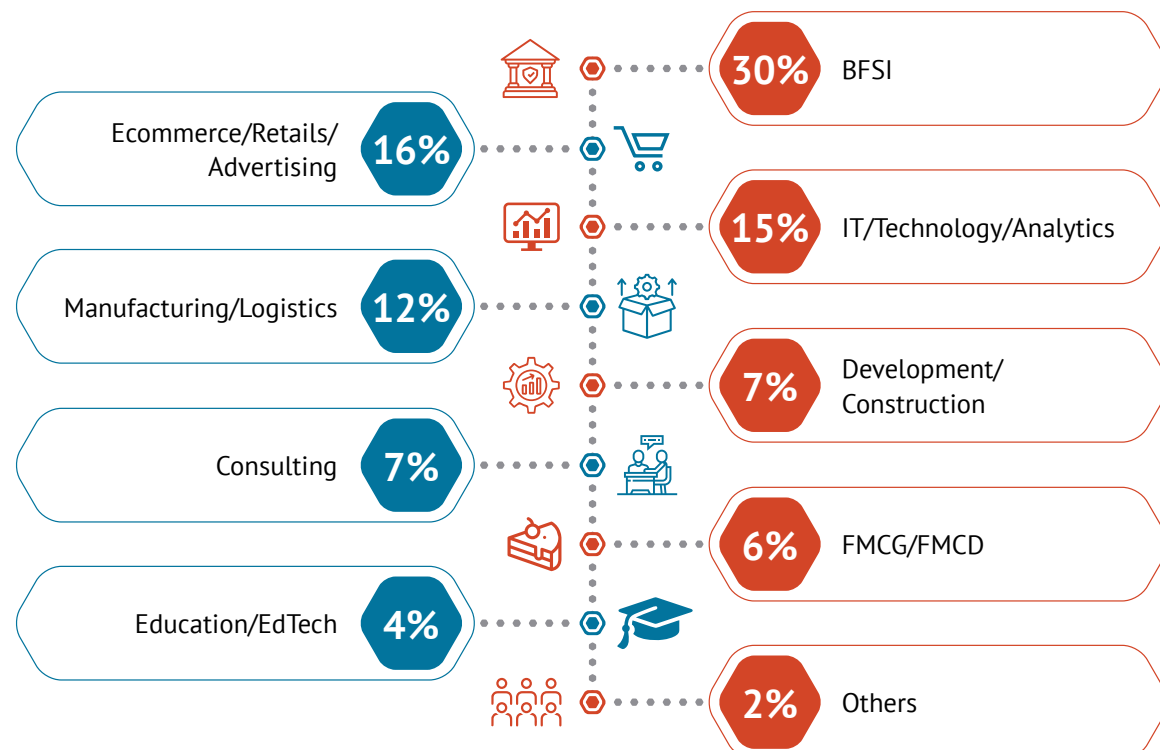 30%
BFSI
Ecommerce/Retails/
Advertising
16%
15%
IT/Technology/Analytics
Manufacturing/Logistics
12%
7%
Development/
Construction
Consulting
7%
6%
FMCG/FMCD
Education/EdTech
4%
2%
Others